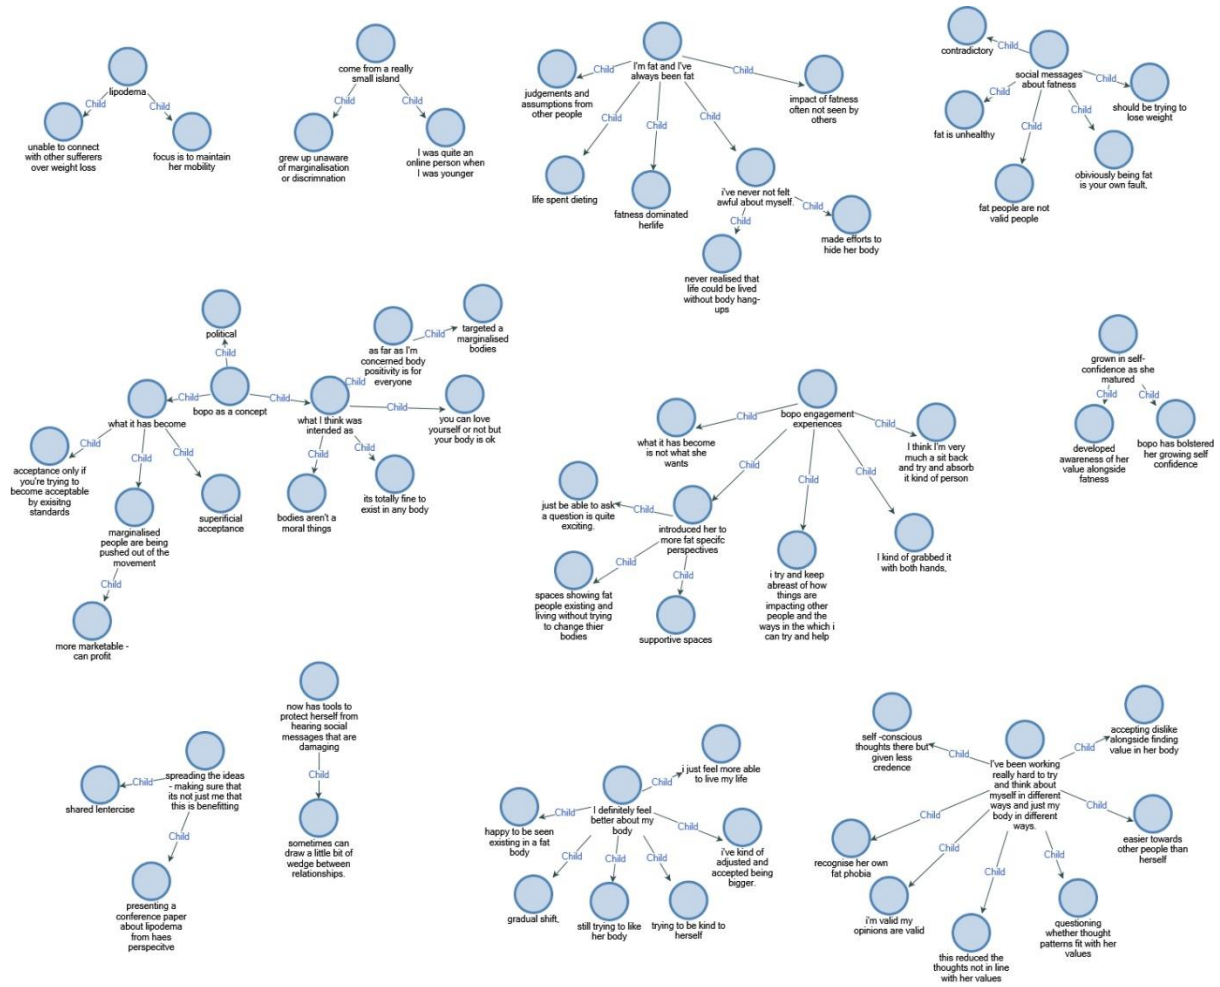 lipodema
Child
Child
unable to connect
with other sufferers
over weight loss
focus is to maintain
her mobility
come from a really
small island
Child
Child
grew up unaware
of marginalisation
or discrimnation
I was quite an
online person when
I was younger
I'm fat and I've
always been fat
Child
Child
Child
Child
Child
judgements and
assumptions from
other people
impact of fatness
often not seen by
others
life spent dieting
fatness dominated
herlife
i've never not felt
awful about myself.
Child
Child
never realised that
life could be lived
without body hang-
ups
made efforts to
hide her body
contradictory
Child
social messages
about fatness
Child
Child
Child
Child
fat is unhealthy
should be trying to
lose weight
fat people are not
valid people
obiviously being fat
is your own fault,
political
Child
bopo as a concept
Child
Child
what it has become
Child
Child
Child
acceptance only if
you're trying to
become acceptable
by exisitng
standards
marginalised
people are being
pushed out of the
movement
Child
more marketable -
can profit
superificial
acceptance
what I think was
intended as
Child
Child
Child
Child
as far as I'm
concerned body
positivity is for
everyone
Child
targeted a
marginalised
bodies
you can love
yourself or not but
your body is ok
bodies aren't a
moral things
its totally fine to
exist in any body
bopo engagement
experiences
Child
Child
Child
Child
Child
what it has become
is not what she
wants
I think I'm very
much a sit back
and try and absorb
it kind of person
introduced her to
more fat specifc
perspectives
Child
Child
Child
just be able to ask
a question is quite
exciting.
spaces showing fat
people existing and
living without trying
to change thier
bodies
supportive spaces
i try and keep
abreast of how
things are
impacting other
people and the
ways in the which i
can try and help
I kind of grabbed it
with both hands,
grown in self-
confidence as she
matured
Child
Child
developed
awareness of her
value alongside
fatness
bopo has bolstered
her growing self
confidence
spreading the ideas
- making sure that
its not just me that
this is benefitting
Child
Child
shared lentercise
presenting a
conference paper
about lipodema
from haes
perspecitve
now has tools to
protect herself from
hearing social
messages that are
damaging
Child
sometimes can
draw a little bit of
wedge between
relationships.
I definitely feel
better about my
body
Child
Child
Child
Child
Child
Child
i just feel more able
to live my life
happy to be seen
existing in a fat
body
gradual shift,
still trying to like
her body
trying to be kind to
herself
i've kind of
adjusted and
accepted being
bigger.
I've been working
really hard to try
and think about
myself in different
ways and just my
body in different
ways.
Child
Child
Child
Child
Child
Child
Child
Child
self -conscious
thoughts there but
given less
credence
accepting dislike
alongside finding
value in her body
recognise her own
fat phobia
easier towards
other people than
herself
i'm valid my
opinions are valid
this reduced the
thoughts not in line
with her values
questioning
whether thought
patterns fit with her
values